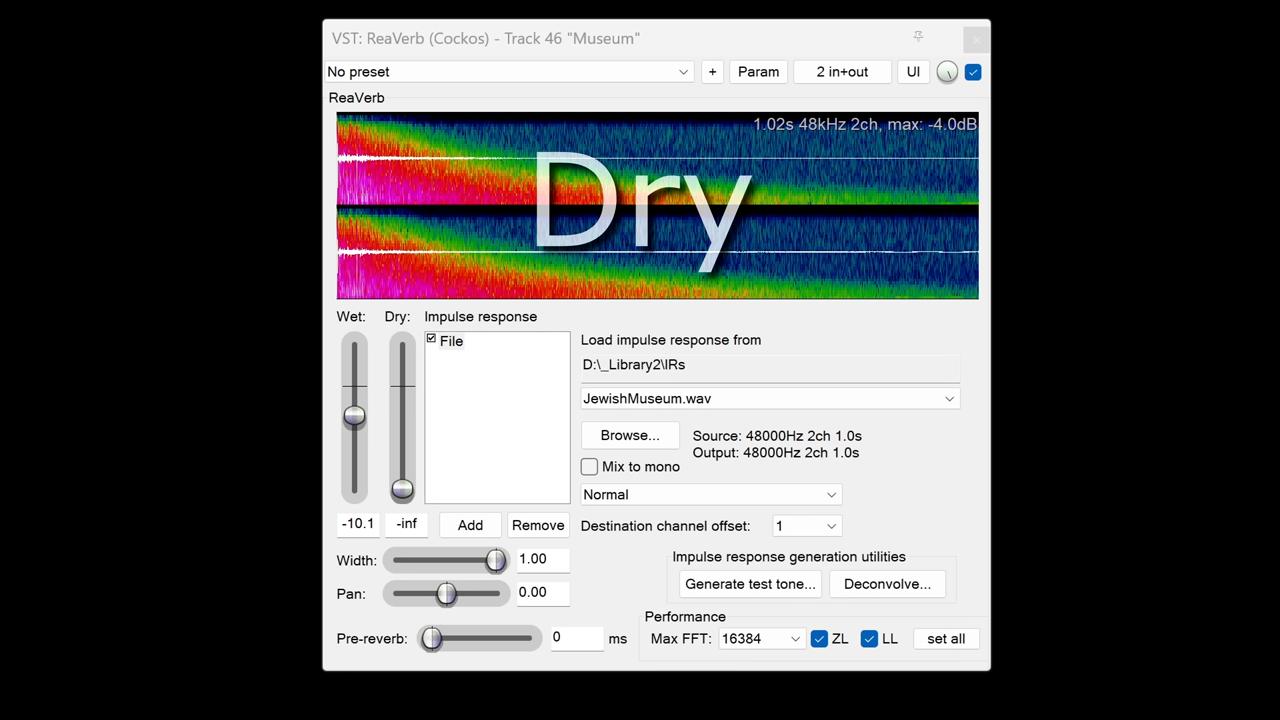 VST: ReaVerb (Cockos) - Track 46 "Museum"
No preset
+
Param
2 in+out
UI
ReaVerb
1.02s 48kHz 2ch, max: -4.0dB
Dry
Wet:
Dry:
Impulse response
File
Load impulse response from
D:\_Library2\IRs
JewishMuseum.wav
Browse...
Source: 48000Hz 2ch 1.0s
Output: 48000Hz 2ch 1.0s
Mix to mono
Normal
-10.1
-inf
Add
Remove
Destination channel offset:
1
Width:
1.00
Impulse response generation utilities
Generate test tone...
Deconvolve...
Pan:
0.00
Performance
Pre-reverb:
0
ms
Max FFT:
16384
ZL
LL
set all